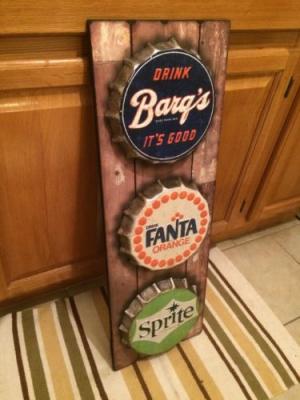 DRINK
Barq's
IT'S GOOD
FANTA
ORANGE
Sprite